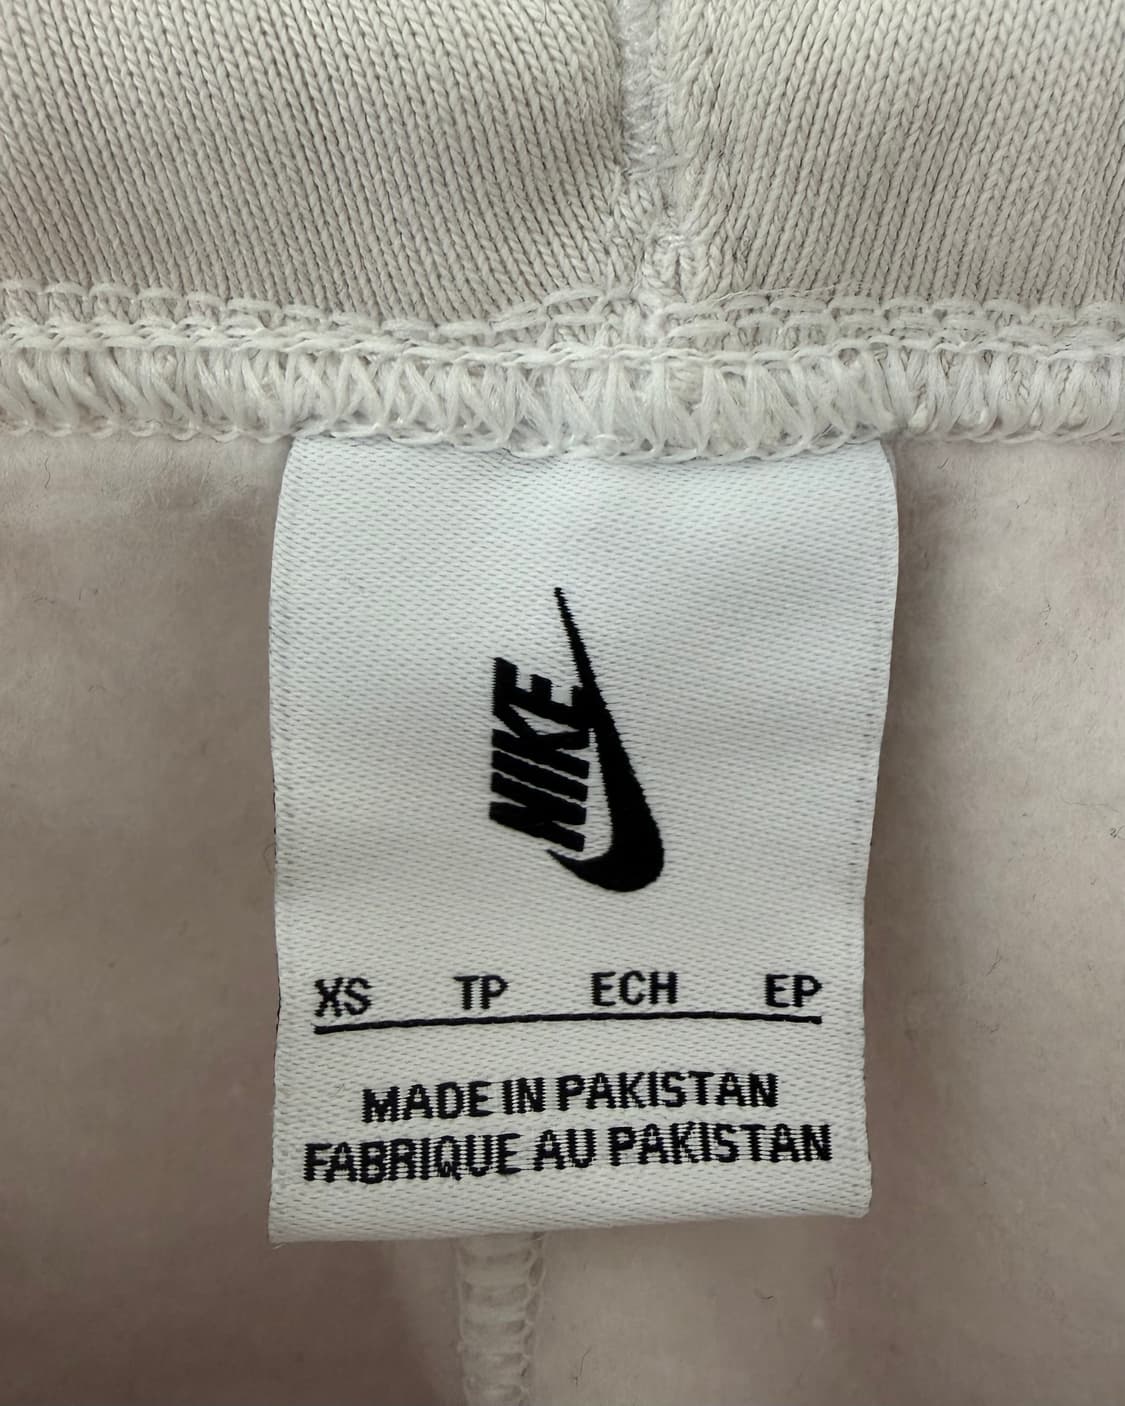 NIKE
XS TP ECH EP
MADE IN PAKISTAN
FABRIQUE AU PAKISTAN